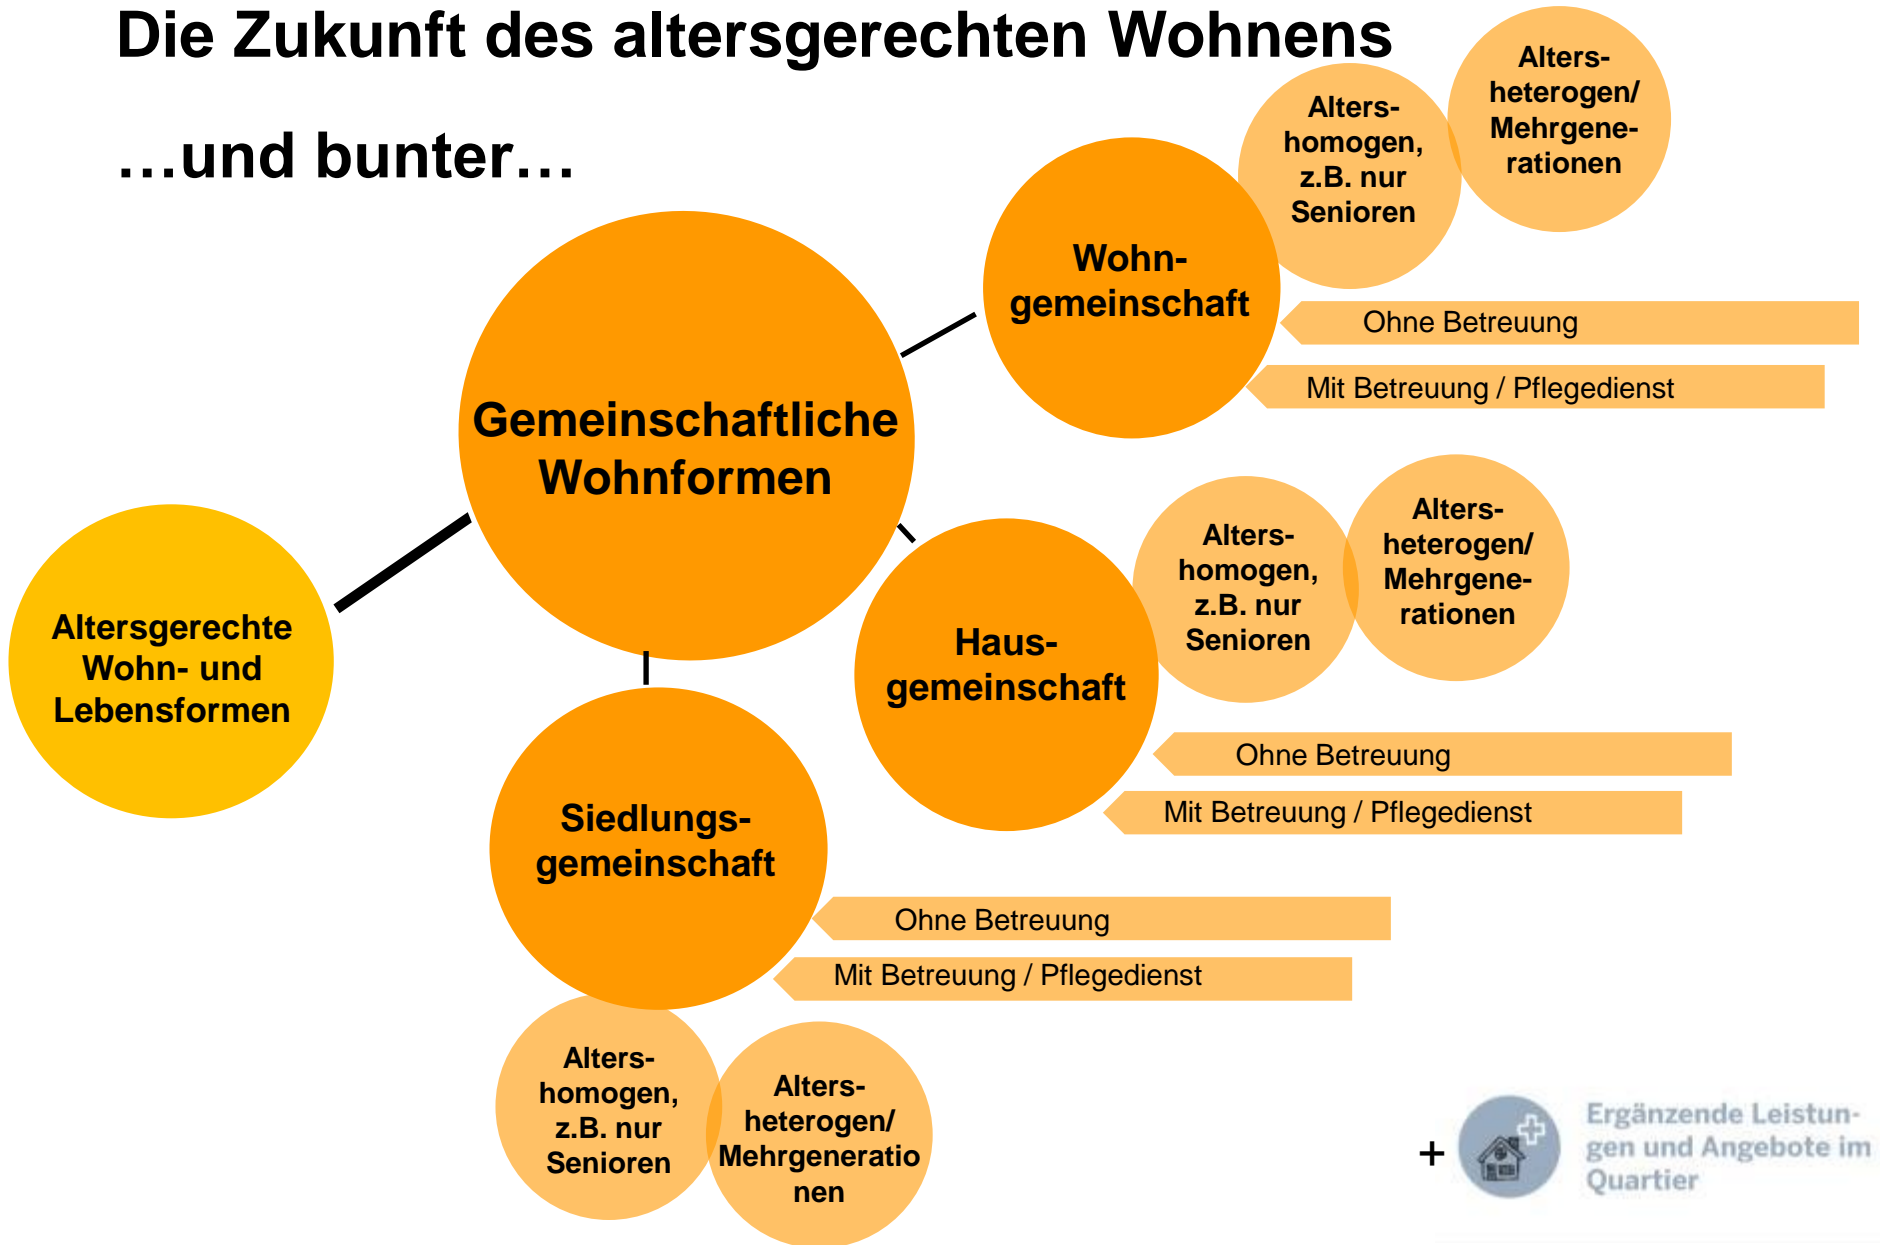 Die Zukunft des altersgerechten Wohnens
…und bunter…
Alters-
homogen,
z.B. nur
Senioren
Alters-
heterogen/
Mehrgene-
rationen
Wohn-
gemeinschaft
Ohne Betreuung
Mit Betreuung / Pflegedienst
Gemeinschaftliche
Wohnformen
Alters-
homogen,
z.B. nur
Senioren
Alters-
heterogen/
Mehrgene-
rationen
Haus-
gemeinschaft
Ohne Betreuung
Mit Betreuung / Pflegedienst
Altersgerechte
Wohn- und
Lebensformen
Siedlungs-
gemeinschaft
Ohne Betreuung
Mit Betreuung / Pflegedienst
Alters-
homogen,
z.B. nur
Senioren
Alters-
heterogen/
Mehrgeneratio
nen
+
Ergänzende Leistun-
gen und Angebote im
Quartier